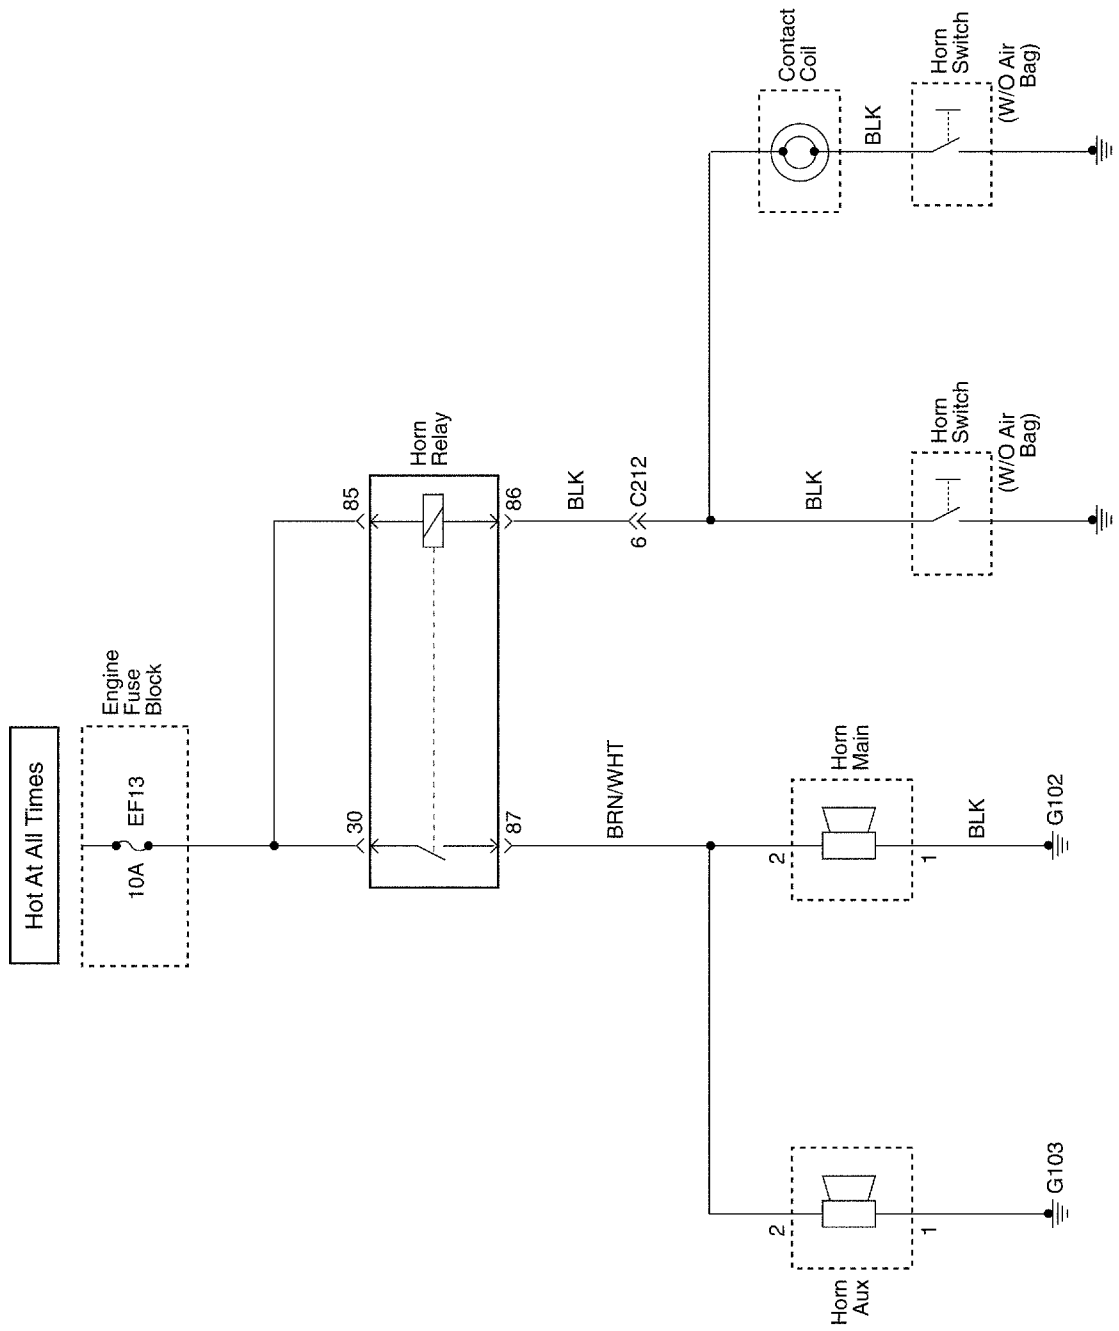 Hot At All Times
Engine
Fuse
Block
10A
EF13
30
85
Horn
Relay
87
86
BRN/WHT
BLK
6
C212
BLK
Contact
Coil
BLK
Horn
Aux
2
1
G103
Horn
Main
2
1
BLK
G102
Horn
Switch
(W/O Air
Bag)
Horn
Switch
(W/O Air
Bag)